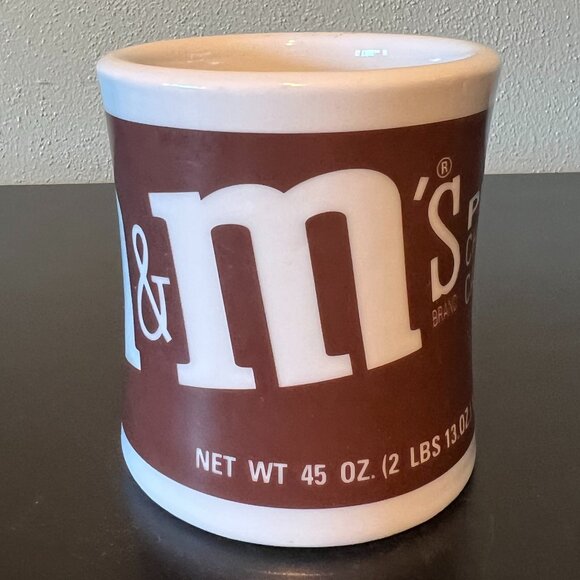 m&m's®
BRAND
NET WT 45 OZ. (2 LBS 13 OZ.